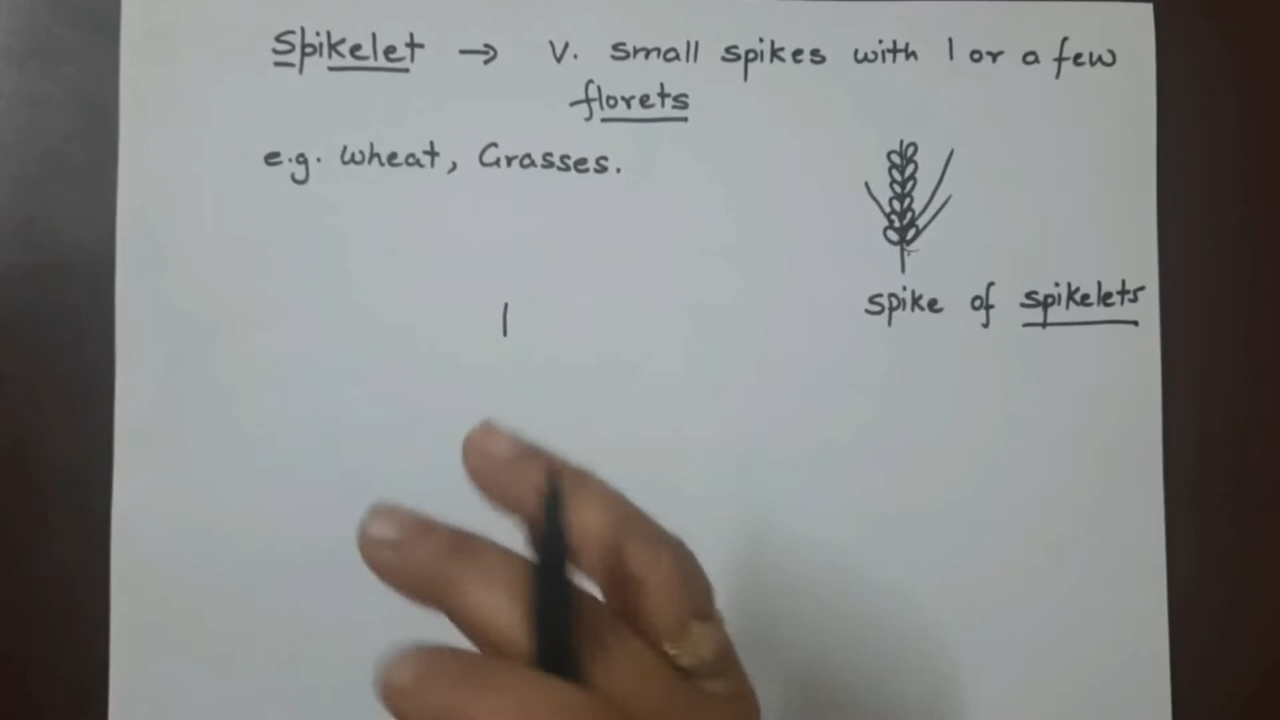 Spikelet → V. small spikes with 1 or a few
florets
e.g. wheat, Grasses.
spike of spikelets